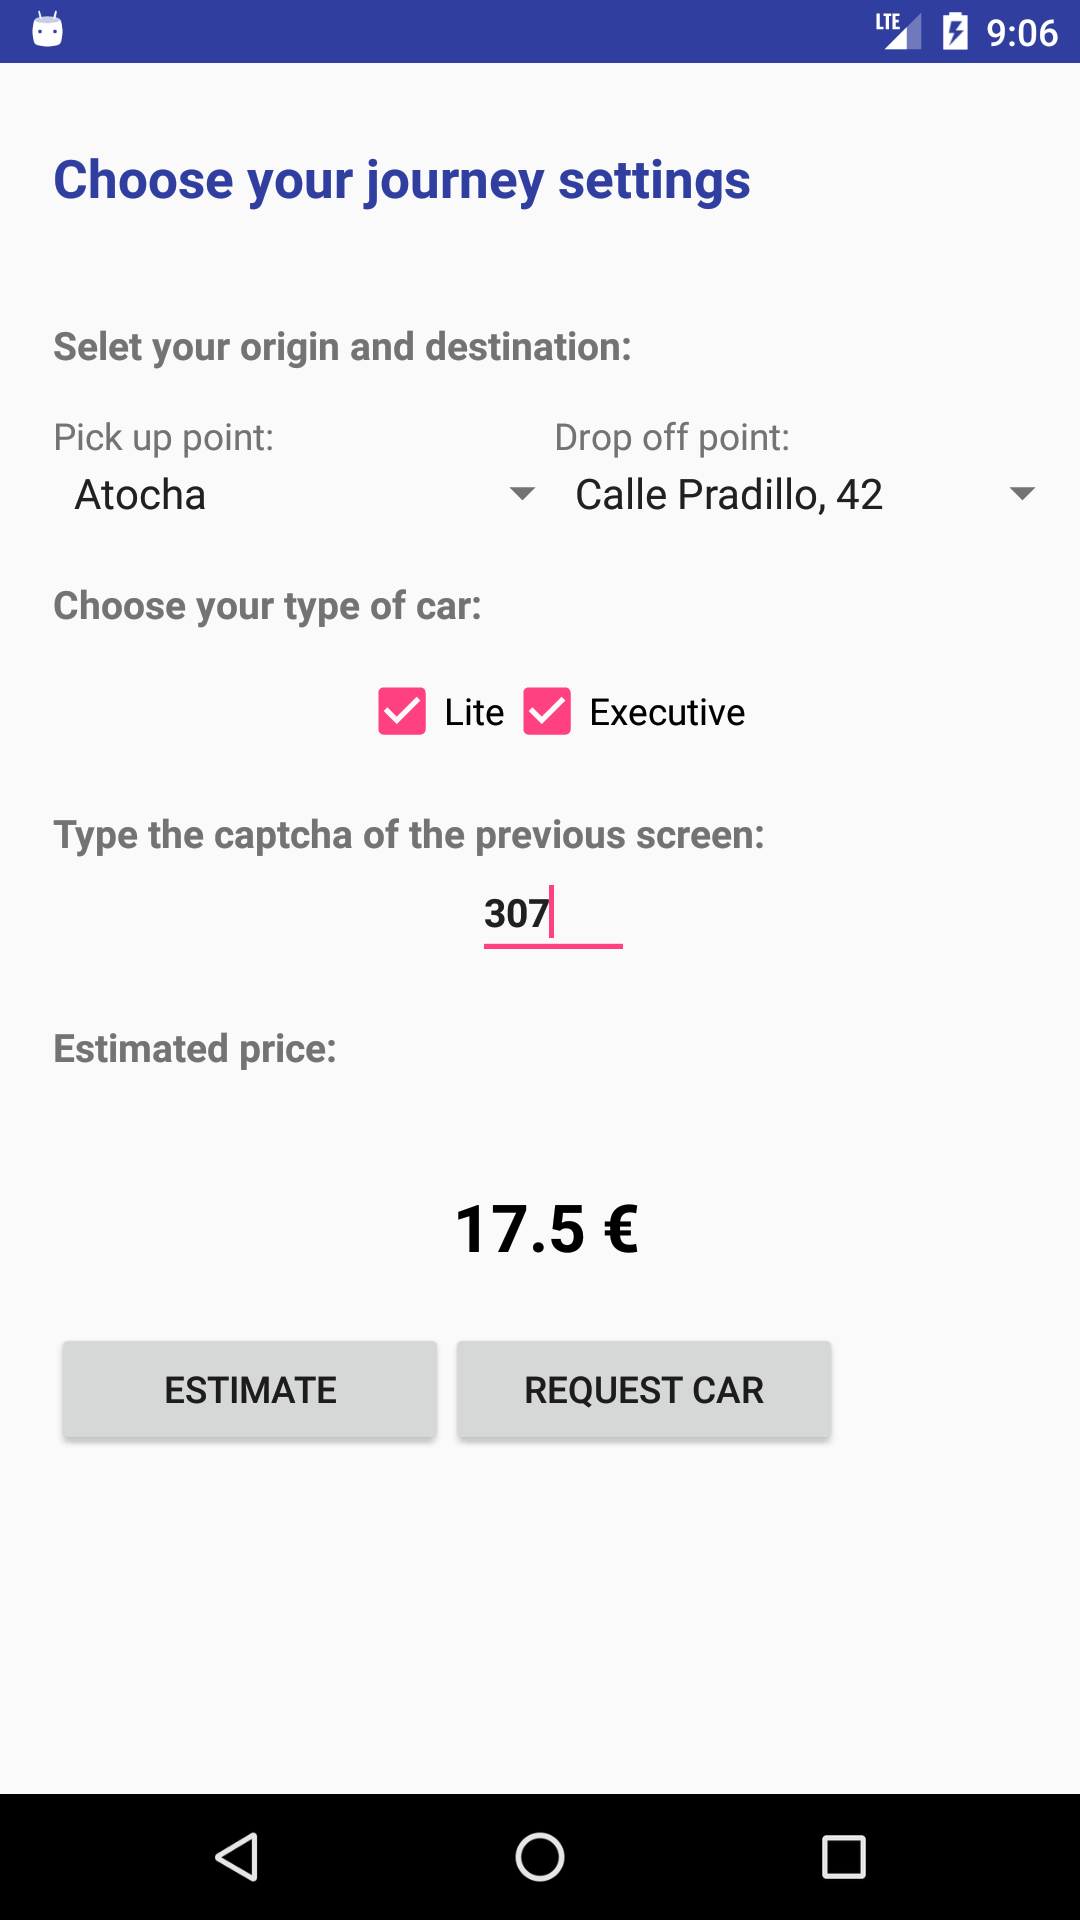 LTE 9:06
Choose your journey settings
Selet your origin and destination:
Pick up point: Drop off point:
Atocha Calle Pradillo, 42
Choose your type of car:
Lite Executive
Type the captcha of the previous screen:
307
Estimated price:
17.5 €
ESTIMATE REQUEST CAR